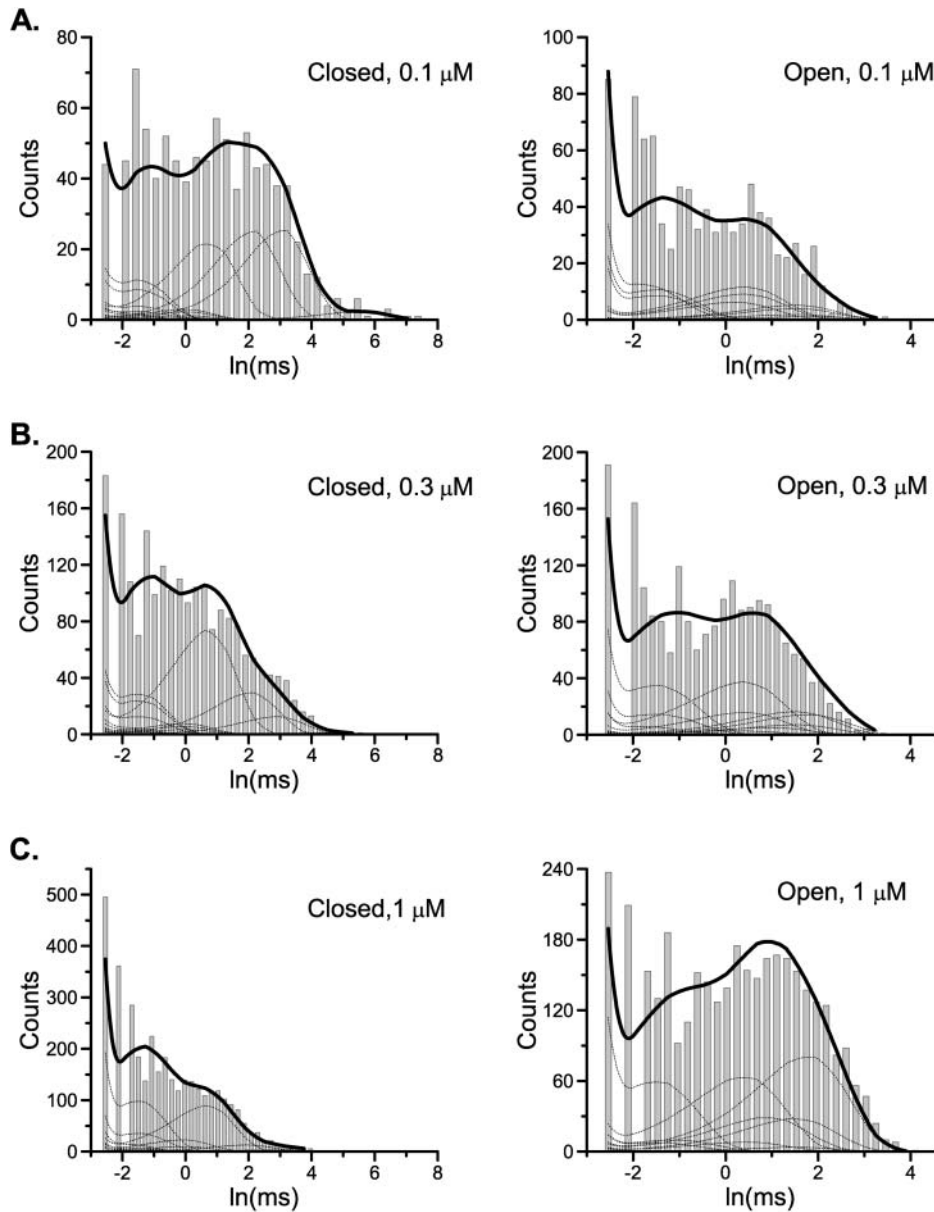 A.
Closed, 0.1 μM
Counts
80
60
40
20
0
-2 0 2 4 6 8
ln(ms)
Open, 0.1 μM
Counts
100
80
60
40
20
0
-2 0 2 4
ln(ms)
B.
Closed, 0.3 μM
Counts
200
160
120
80
40
0
-2 0 2 4 6 8
ln(ms)
Open, 0.3 μM
Counts
200
160
120
80
40
0
-2 0 2 4
ln(ms)
C.
Closed,1 μM
Counts
500
400
300
200
100
0
-2 0 2 4 6 8
ln(ms)
Open, 1 μM
Counts
240
180
120
60
0
-2 0 2 4
ln(ms)